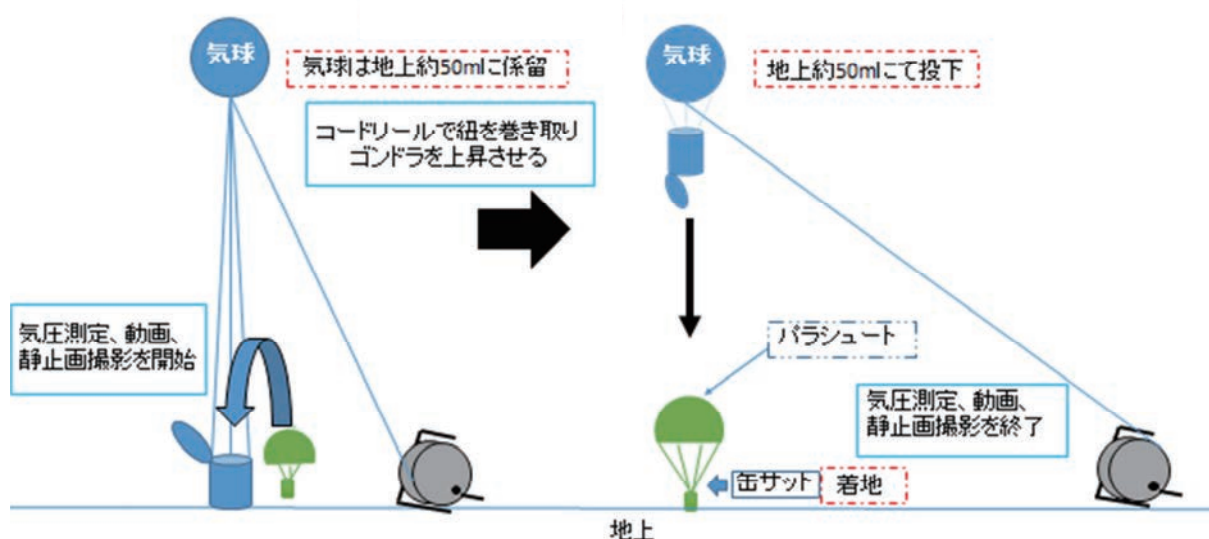 気球
気球は地上約50mに係留
コードリールで紐を巻き取り
ゴンドラを上昇させる
気圧測定、動画、
静止画撮影を開始
気球
地上約50mにて投下
パラシュート
気圧測定、動画、
静止画撮影を終了
缶サット
着地
地上